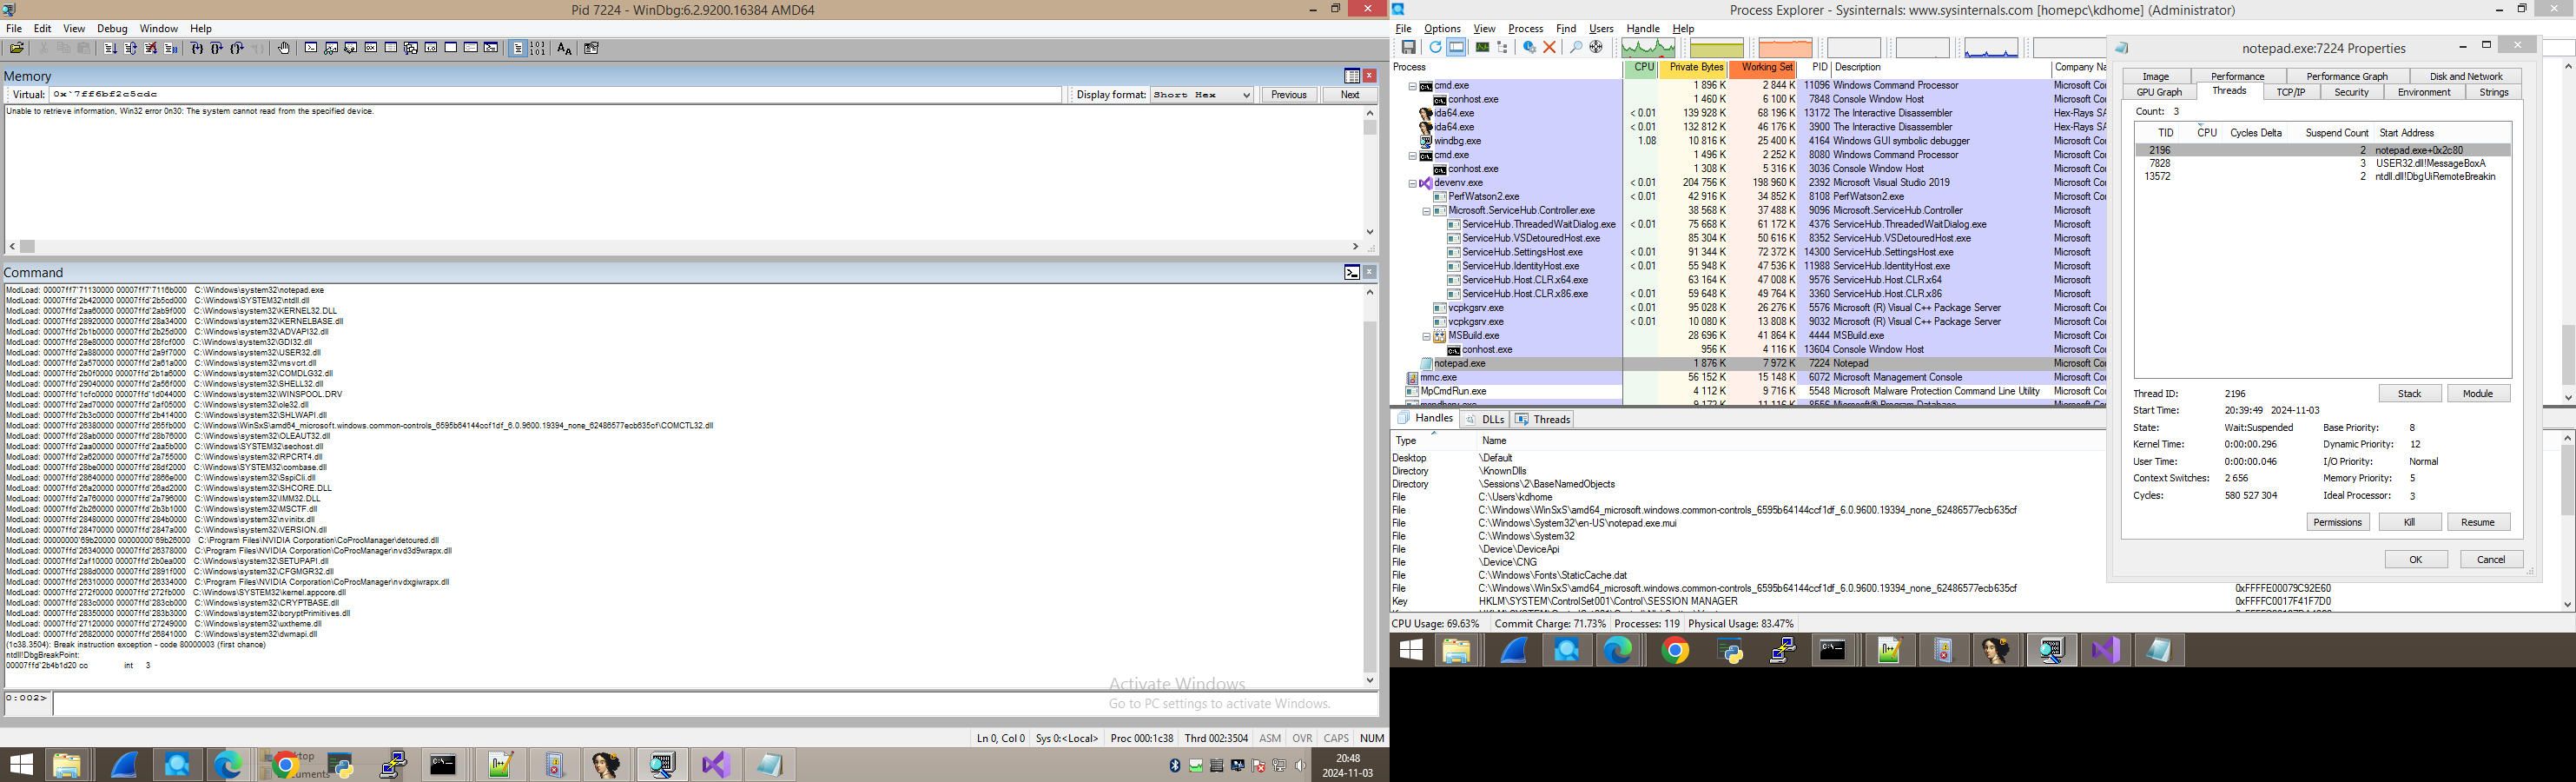 Pid 7224 - WinDbg:6.2.9200.16384 AMD64
File Edit View Debug Window Help
Memory
Virtual: 0x`7ff6bf2c5cdc Display format: Short Hex Previous Next
Unable to retrieve information, Win32 error 0n30: The system cannot read from the specified device.
Command
ModLoad: 00007ff7`71130000 00007ff7`7116b000 C:\Windows\system32\notepad.exe
ModLoad: 00007ffd`2b420000 00007ffd`2b5cd000 C:\Windows\SYSTEM32\ntdll.dll
ModLoad: 00007ffd`2aa60000 00007ffd`2ab9f000 C:\Windows\system32\KERNEL32.DLL
ModLoad: 00007ffd`28920000 00007ffd`28a34000 C:\Windows\system32\KERNELBASE.dll
ModLoad: 00007ffd`2b1b0000 00007ffd`2b25d000 C:\Windows\system32\ADVAPI32.dll
ModLoad: 00007ffd`28e80000 00007ffd`28fcf000 C:\Windows\system32\GDI32.dll
ModLoad: 00007ffd`2a880000 00007ffd`2a9f7000 C:\Windows\system32\USER32.dll
ModLoad: 00007ffd`2a570000 00007ffd`2a61a000 C:\Windows\system32\msvcrt.dll
ModLoad: 00007ffd`2b0f0000 00007ffd`2b1a6000 C:\Windows\system32\COMDLG32.dll
ModLoad: 00007ffd`29040000 00007ffd`2a56f000 C:\Windows\system32\SHELL32.dll
ModLoad: 00007ffd`1cfc0000 00007ffd`1d044000 C:\Windows\system32\WINSPOOL.DRV
ModLoad: 00007ffd`2ad70000 00007ffd`2af05000 C:\Windows\system32\ole32.dll
ModLoad: 00007ffd`2b3c0000 00007ffd`2b414000 C:\Windows\system32\SHLWAPI.dll
ModLoad: 00007ffd`26380000 00007ffd`265fb000 C:\Windows\WinSxS\amd64_microsoft.windows.common-controls_6595b64144ccf1df_6.0.9600.19394_none_62486577ecb635cf\COMCTL32.dll
ModLoad: 00007ffd`28ab0000 00007ffd`28b76000 C:\Windows\system32\OLEAUT32.dll
ModLoad: 00007ffd`2aa00000 00007ffd`2aa5b000 C:\Windows\SYSTEM32\sechost.dll
ModLoad: 00007ffd`2a620000 00007ffd`2a755000 C:\Windows\system32\RPCRT4.dll
ModLoad: 00007ffd`28be0000 00007ffd`28df2000 C:\Windows\SYSTEM32\combase.dll
ModLoad: 00007ffd`28640000 00007ffd`2866e000 C:\Windows\system32\SspiCli.dll
ModLoad: 00007ffd`26a20000 00007ffd`26ad2000 C:\Windows\system32\SHCORE.DLL
ModLoad: 00007ffd`2a760000 00007ffd`2a796000 C:\Windows\system32\IMM32.DLL
ModLoad: 00007ffd`2b260000 00007ffd`2b3b1000 C:\Windows\system32\MSCTF.dll
ModLoad: 00007ffd`28480000 00007ffd`284b0000 C:\Windows\system32\nvinitx.dll
ModLoad: 00007ffd`28470000 00007ffd`2847a000 C:\Windows\system32\VERSION.dll
ModLoad: 00000000`69b20000 00000000`69b26000 C:\Program Files\NVIDIA Corporation\CoProcManager\detoured.dll
ModLoad: 00007ffd`26340000 00007ffd`26378000 C:\Program Files\NVIDIA Corporation\CoProcManager\nvd3d9wrapx.dll
ModLoad: 00007ffd`2af10000 00007ffd`2b0ea000 C:\Windows\system32\SETUPAPI.dll
ModLoad: 00007ffd`288d0000 00007ffd`2891f000 C:\Windows\system32\CFGMGR32.dll
ModLoad: 00007ffd`26310000 00007ffd`26334000 C:\Program Files\NVIDIA Corporation\CoProcManager\nvdxgiwrapx.dll
ModLoad: 00007ffd`272f0000 00007ffd`272fb000 C:\Windows\SYSTEM32\kernel.appcore.dll
ModLoad: 00007ffd`283c0000 00007ffd`283cb000 C:\Windows\system32\CRYPTBASE.dll
ModLoad: 00007ffd`28350000 00007ffd`283b3000 C:\Windows\system32\bcryptPrimitives.dll
ModLoad: 00007ffd`27120000 00007ffd`27249000 C:\Windows\system32\uxtheme.dll
ModLoad: 00007ffd`26820000 00007ffd`26841000 C:\Windows\system32\dwmapi.dll
(1c38.3504): Break instruction exception - code 80000003 (first chance)
ntdll!DbgBreakPoint:
00007ffd`2b4b1d20 cc int 3
Activate Windows
Go to PC settings to activate Windows.
0:002>
Ln 0, Col 0 Sys 0:<Local> Proc 000:1c38 Thrd 002:3504 ASM OVR CAPS NUM
20:48
2024-11-03
Process Explorer - Sysinternals: www.sysinternals.com [homepc\kdhome] (Administrator)
File Options View Process Find Users Handle Help
Process CPU Private Bytes Working Set PID Description Company Na
cmd.exe 1 896 K 2 844 K 11096 Windows Command Processor Microsoft Co
conhost.exe 1 460 K 6 100 K 7848 Console Window Host Microsoft Co
ida64.exe < 0.01 139 928 K 68 196 K 13172 The Interactive Disassembler Hex-Rays SA
ida64.exe < 0.01 132 812 K 46 176 K 3900 The Interactive Disassembler Hex-Rays SA
windbg.exe 1.08 10 816 K 25 400 K 4164 Windows GUI symbolic debugger Microsoft Co
cmd.exe 1 496 K 2 252 K 8080 Windows Command Processor Microsoft Co
conhost.exe 1 308 K 5 316 K 3036 Console Window Host Microsoft Co
devenv.exe < 0.01 204 756 K 198 960 K 2392 Microsoft Visual Studio 2019 Microsoft Co
PerfWatson2.exe < 0.01 42 916 K 34 852 K 8108 PerfWatson2.exe Microsoft Co
Microsoft.ServiceHub.Controller.exe 38 568 K 37 488 K 9096 Microsoft.ServiceHub.Controller Microsoft
ServiceHub.ThreadedWaitDialog.exe < 0.01 75 668 K 61 172 K 4376 ServiceHub.ThreadedWaitDialog.exe Microsoft
ServiceHub.VSDetouredHost.exe 85 304 K 50 616 K 8352 ServiceHub.VSDetouredHost.exe Microsoft
ServiceHub.SettingsHost.exe < 0.01 91 344 K 72 372 K 14300 ServiceHub.SettingsHost.exe Microsoft
ServiceHub.IdentityHost.exe < 0.01 55 948 K 47 536 K 11988 ServiceHub.IdentityHost.exe Microsoft
ServiceHub.Host.CLR.x64.exe 63 164 K 47 008 K 9576 ServiceHub.Host.CLR.x64 Microsoft
ServiceHub.Host.CLR.x86.exe < 0.01 59 648 K 49 764 K 3360 ServiceHub.Host.CLR.x86 Microsoft
vcpkgsrv.exe < 0.01 95 028 K 26 276 K 5576 Microsoft (R) Visual C++ Package Server Microsoft Co
vcpkgsrv.exe < 0.01 10 080 K 13 808 K 9032 Microsoft (R) Visual C++ Package Server Microsoft Co
MSBuild.exe 28 696 K 41 864 K 4444 MSBuild.exe Microsoft Co
conhost.exe 956 K 4 116 K 13604 Console Window Host Microsoft Co
notepad.exe 1 876 K 7 972 K 7224 Notepad Microsoft Co
mmc.exe 56 152 K 15 148 K 6072 Microsoft Management Console Microsoft Co
MpCmdRun.exe 4 112 K 9 716 K 5548 Microsoft Malware Protection Command Line Utility Microsoft Co
Handles DLLs Threads
Type Name
Desktop \Default
Directory \KnownDlls
Directory \Sessions\2\BaseNamedObjects
File C:\Users\kdhome
File C:\Windows\WinSxS\amd64_microsoft.windows.common-controls_6595b64144ccf1df_6.0.9600.19394_none_62486577ecb635cf
File C:\Windows\System32\en-US\notepad.exe.mui
File C:\Windows\System32
File \Device\DeviceApi
File \Device\CNG
File C:\Windows\Fonts\StaticCache.dat
File C:\Windows\WinSxS\amd64_microsoft.windows.common-controls_6595b64144ccf1df_6.0.9600.19394_none_62486577ecb635cf 0xFFFFE00079C92E60
Key HKLM\SYSTEM\ControlSet001\Control\SESSION MANAGER 0xFFFFC0017F41F7D0
CPU Usage: 69.63% Commit Charge: 71.73% Processes: 119 Physical Usage: 83.47%
notepad.exe:7224 Properties
Image Performance Performance Graph Disk and Network
GPU Graph Threads TCP/IP Security Environment Strings
Count: 3
TID CPU Cycles Delta Suspend Count Start Address
2196 2 notepad.exe+0x2c80
7828 3 USER32.dll!MessageBoxA
13572 2 ntdll.dll!DbgUiRemoteBreakin
Thread ID: 2196 Stack Module
Start Time: 20:39:49 2024-11-03
State: Wait:Suspended Base Priority: 8
Kernel Time: 0:00:00.296 Dynamic Priority: 12
User Time: 0:00:00.046 I/O Priority: Normal
Context Switches: 2 656 Memory Priority: 5
Cycles: 580 527 304 Ideal Processor: 3
Permissions Kill Resume
OK Cancel